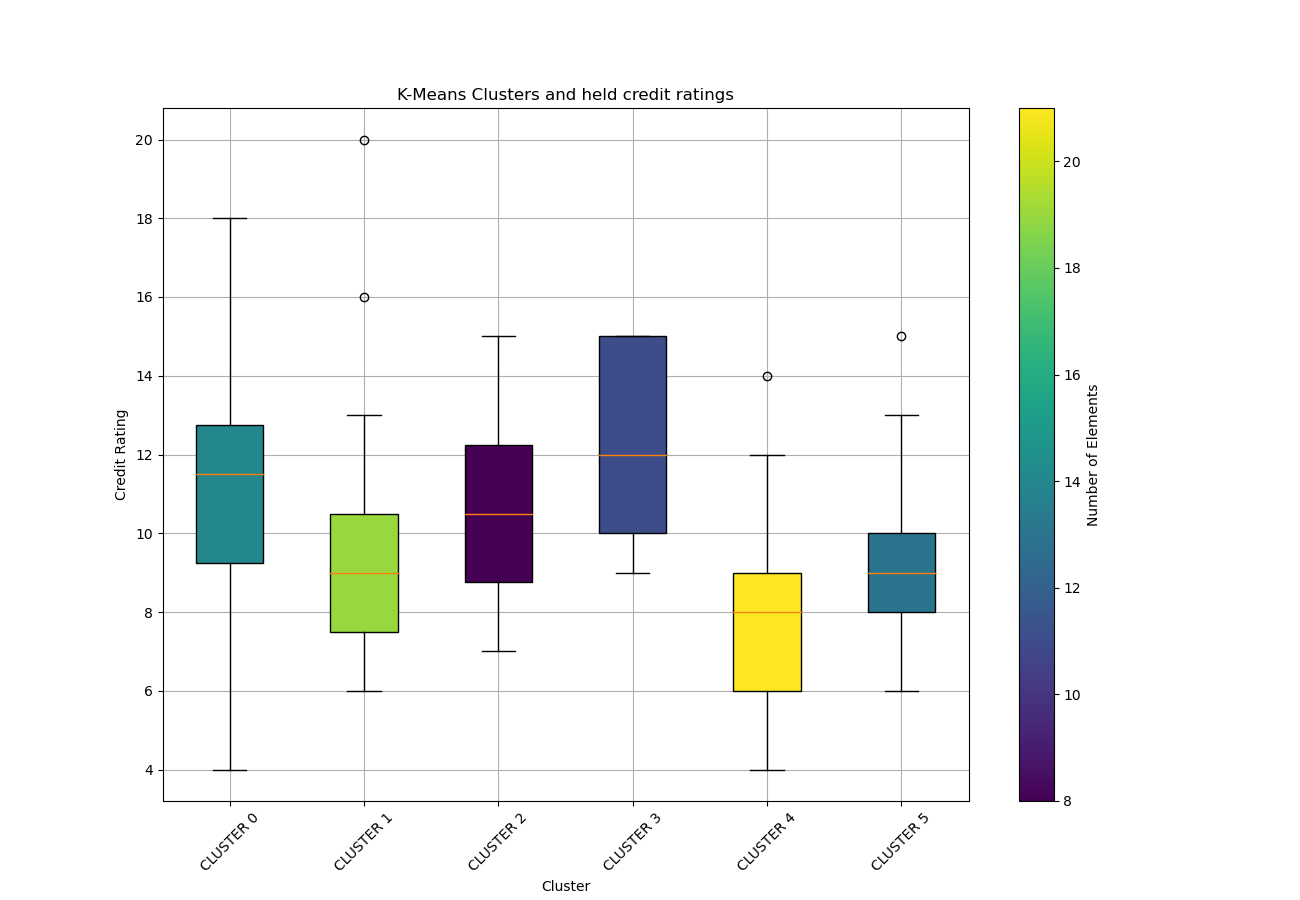 K-Means Clusters and held credit ratings
20
18
16
14
12
10
8
6
4
Credit Rating
CLUSTER 0
CLUSTER 1
CLUSTER 2
CLUSTER 3
CLUSTER 4
CLUSTER 5
Cluster
20
18
16
14
12
10
8
Number of Elements